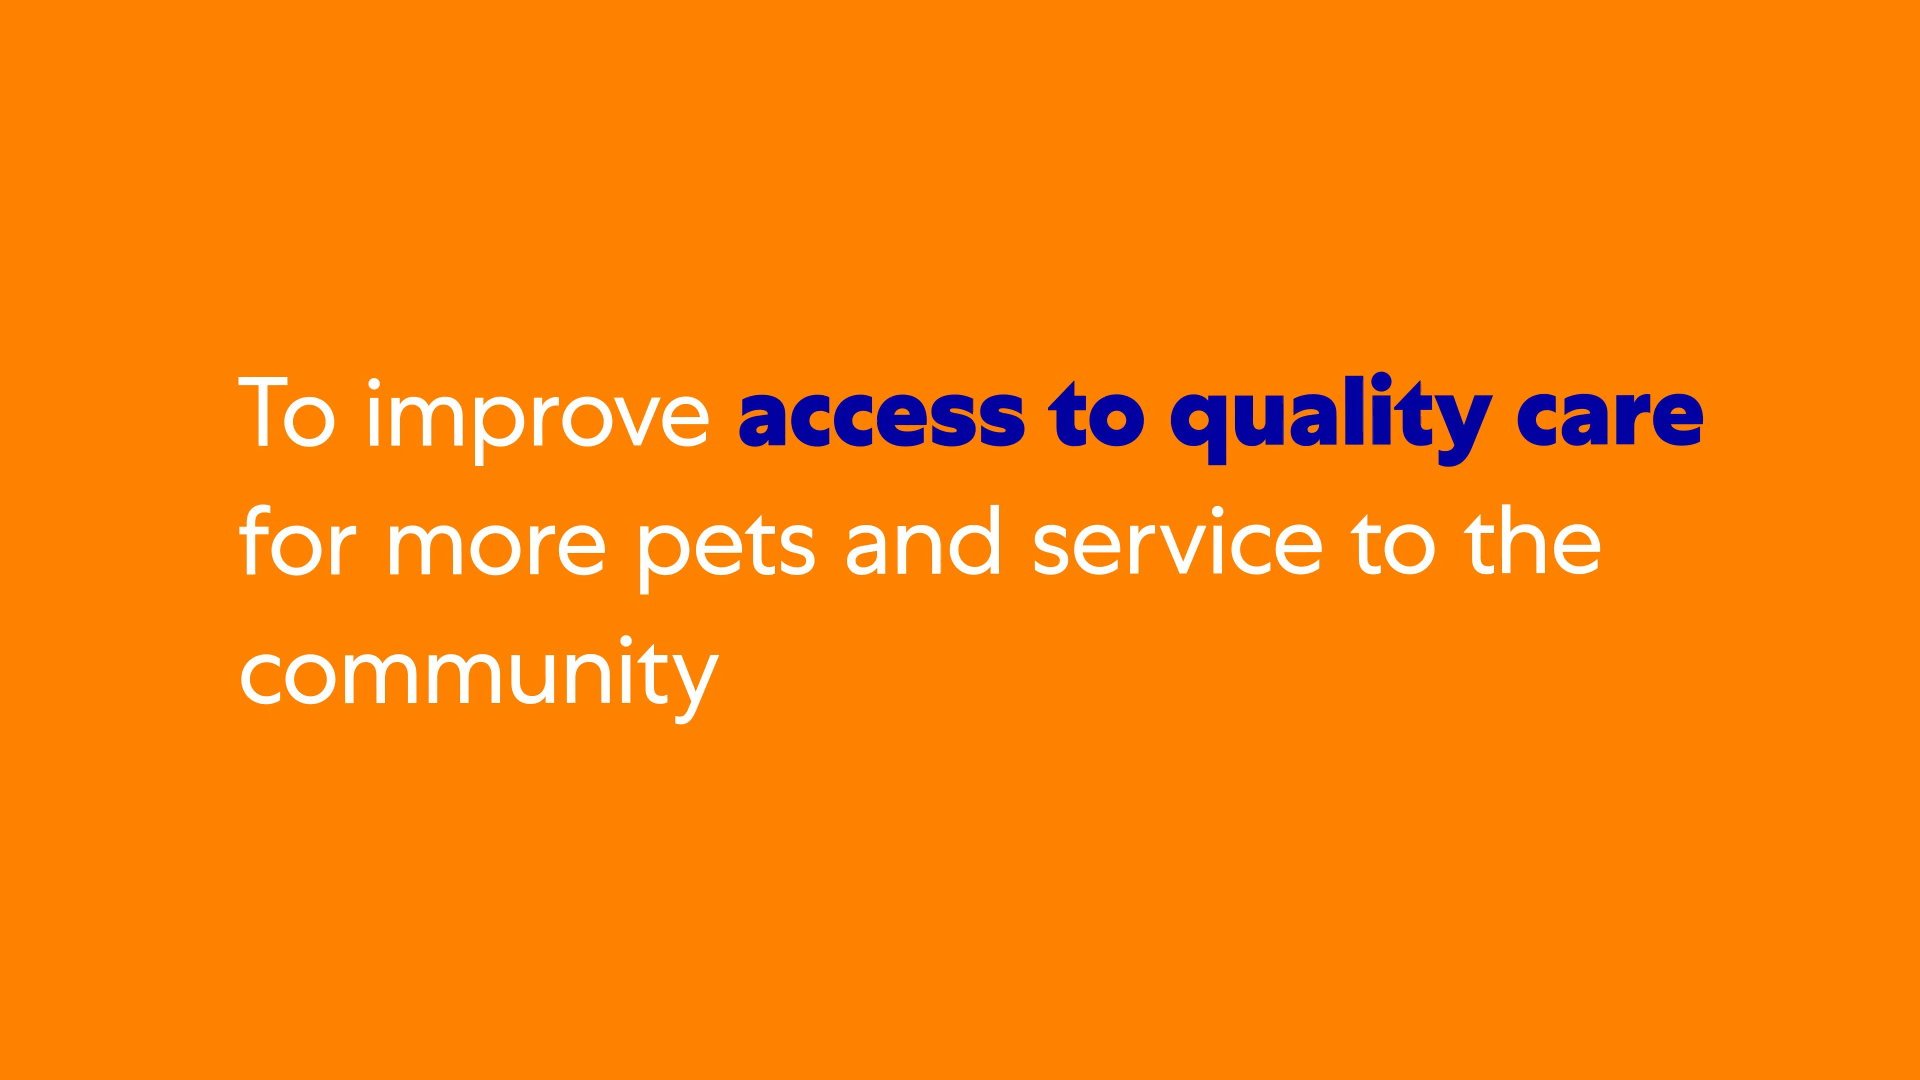 To improve access to quality care
for more pets and service to the
community